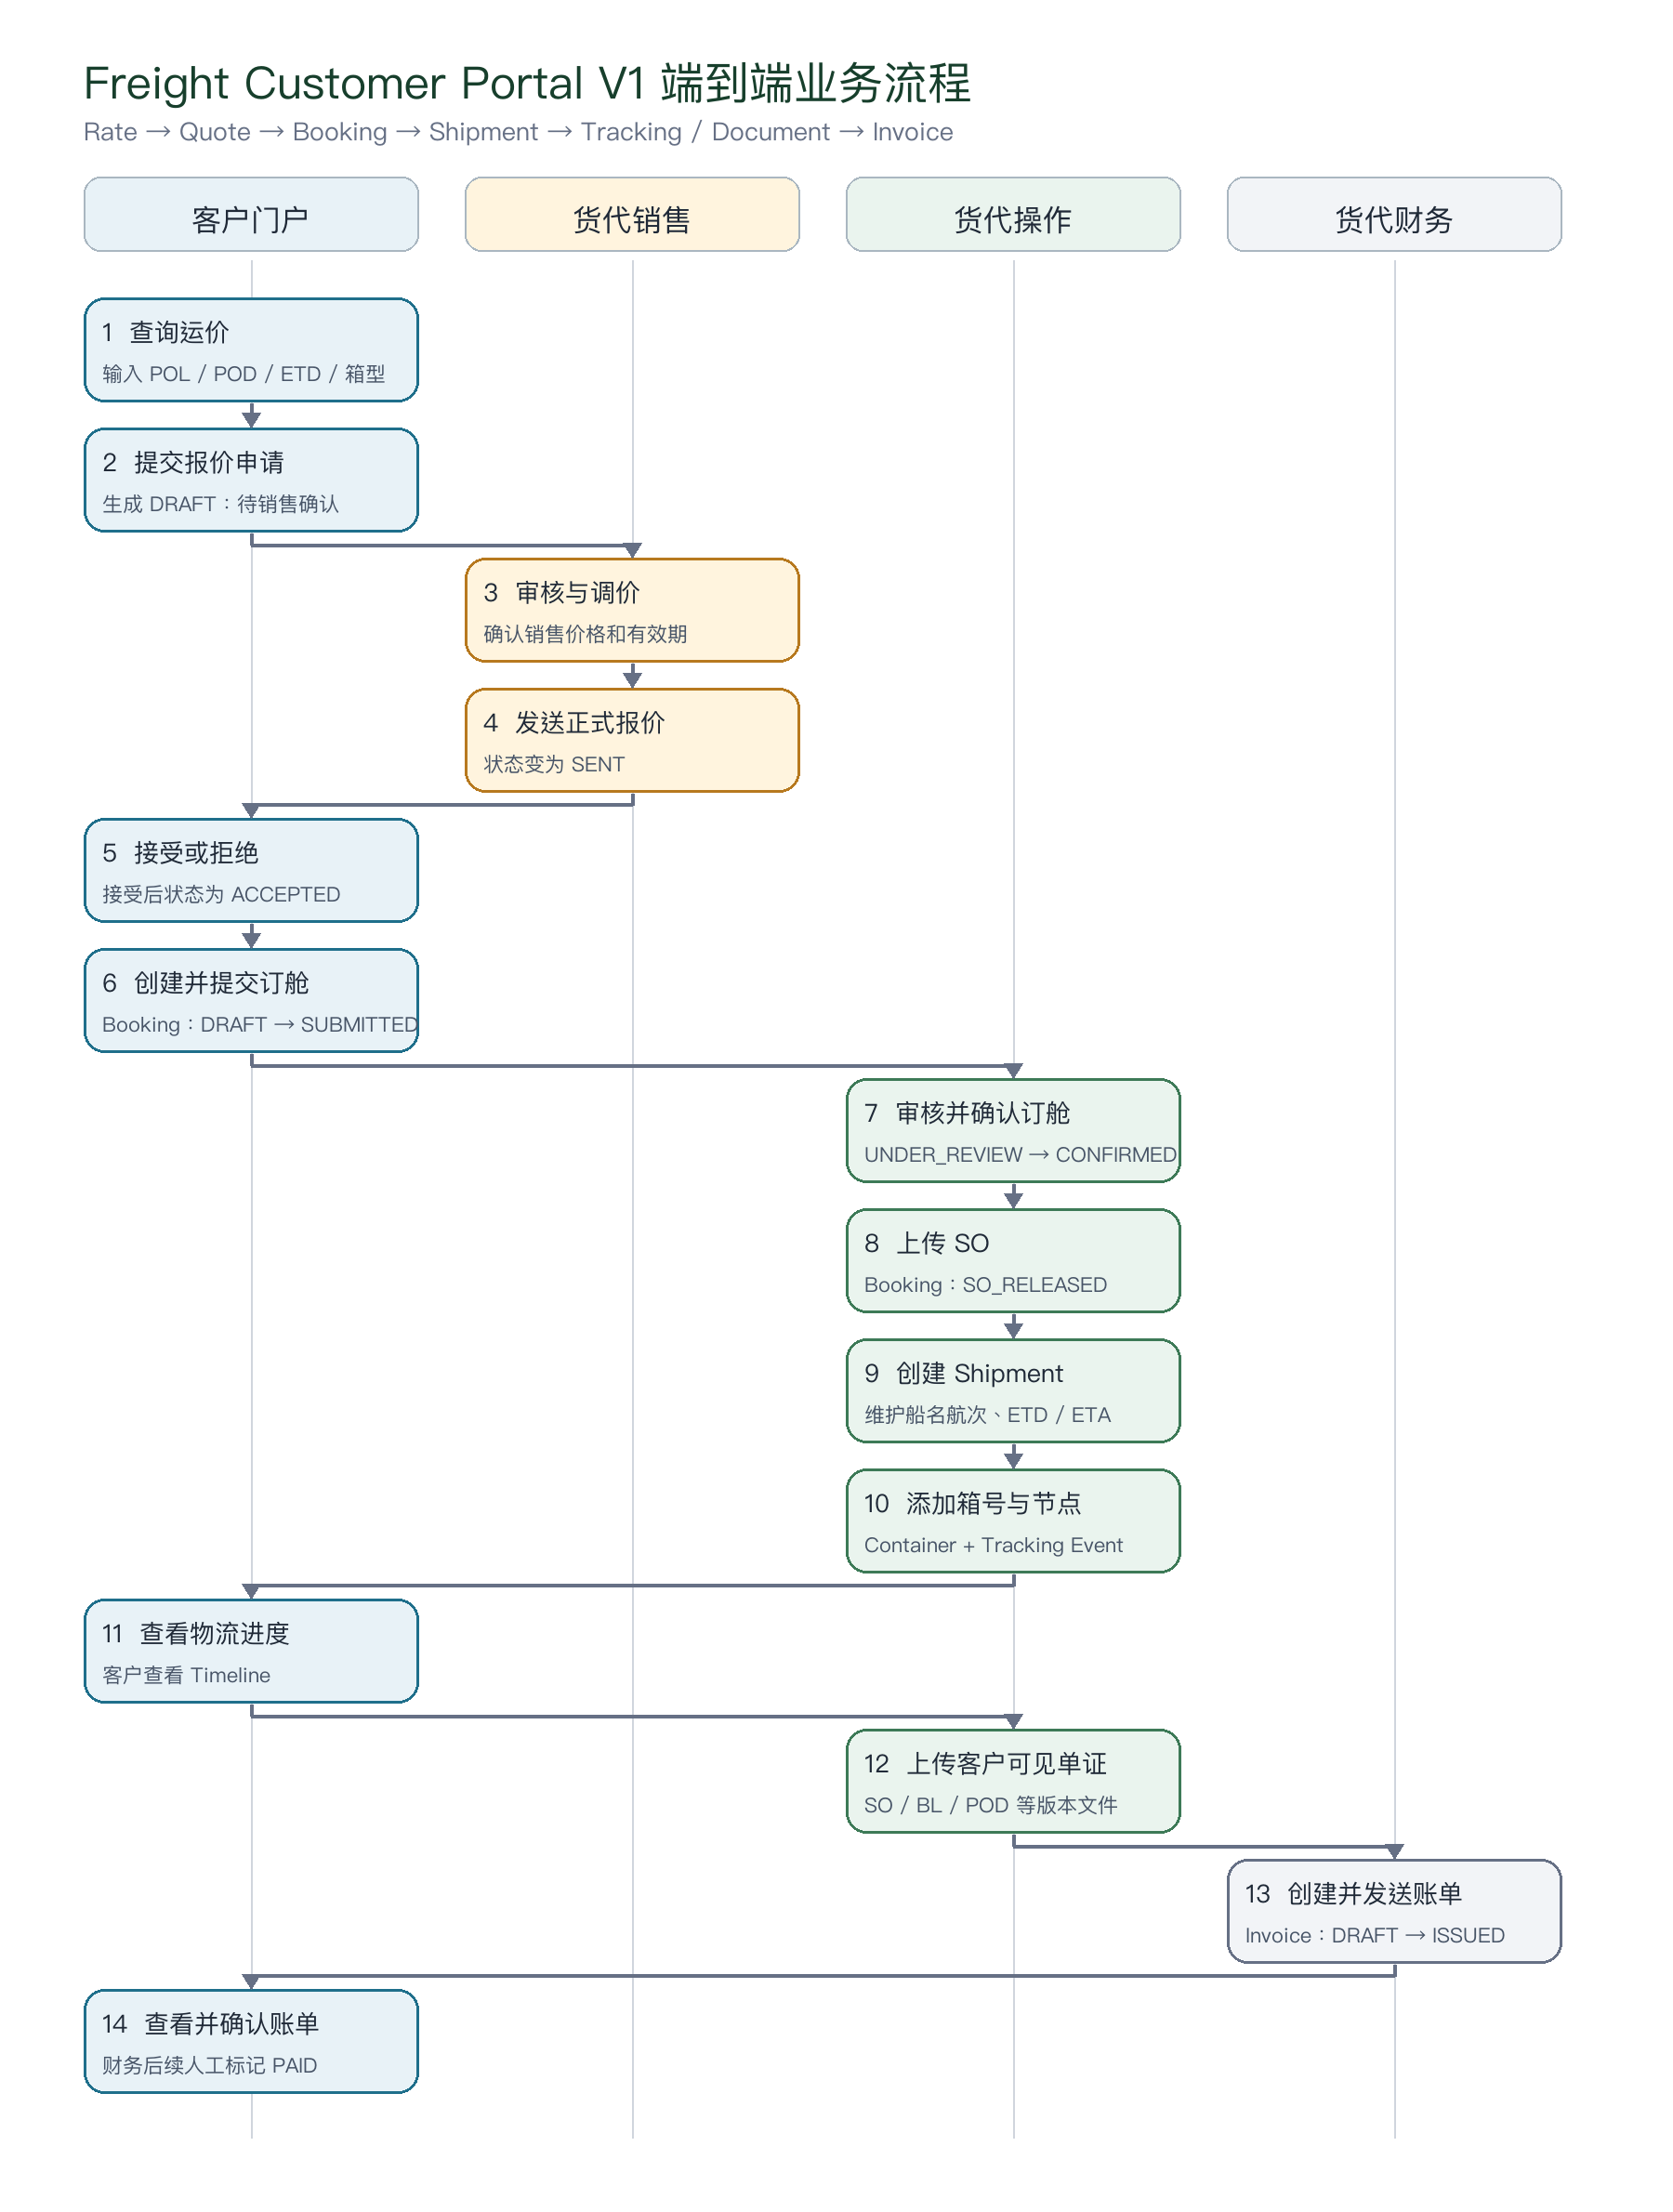 Freight Customer Portal V1 端到端业务流程
Rate → Quote → Booking → Shipment → Tracking / Document → Invoice
客户门户
货代销售
货代操作
货代财务
1 查询运价
输入 POL / POD / ETD / 箱型
2 提交报价申请
生成 DRAFT：待销售确认
3 审核与调价
确认销售价格和有效期
4 发送正式报价
状态变为 SENT
5 接受或拒绝
接受后状态为 ACCEPTED
6 创建并提交订舱
Booking：DRAFT → SUBMITTED
7 审核并确认订舱
UNDER_REVIEW → CONFIRMED
8 上传 SO
Booking：SO_RELEASED
9 创建 Shipment
维护船名航次、ETD / ETA
10 添加箱号与节点
Container + Tracking Event
11 查看物流进度
客户查看 Timeline
12 上传客户可见单证
SO / BL / POD 等版本文件
13 创建并发送账单
Invoice：DRAFT → ISSUED
14 查看并确认账单
财务后续人工标记 PAID